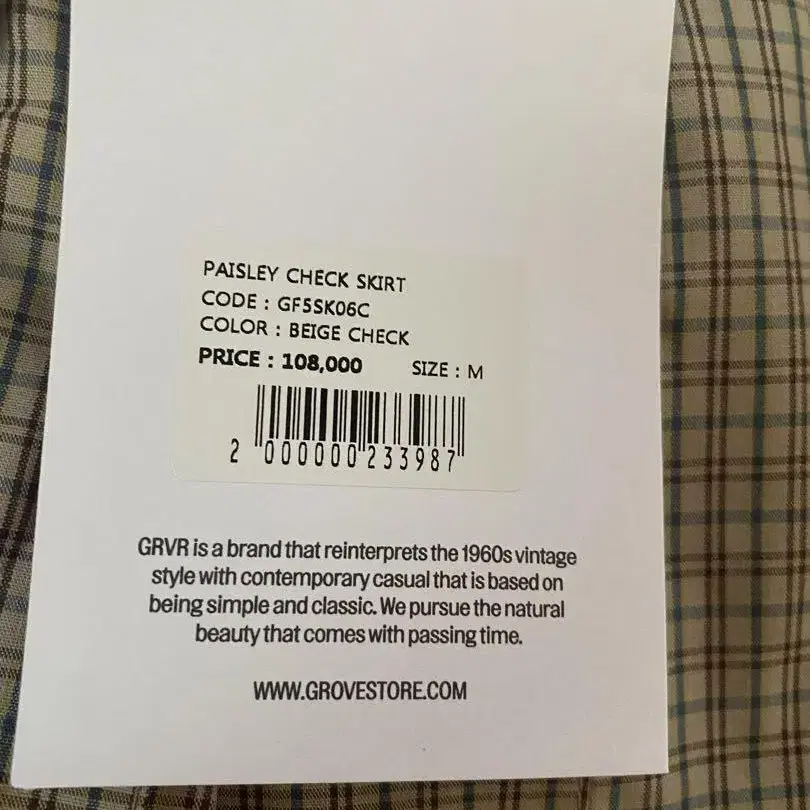 PAISLEY CHECK SKIRT
CODE : GF5SK06C
COLOR : BEIGE CHECK
PRICE : 108,000 SIZE : M
2 000000 233987
GRVR is a brand that reinterprets the 1960s vintage
style with contemporary casual that is based on
being simple and classic. We pursue the natural
beauty that comes with passing time.
WWW.GROVESTORE.COM